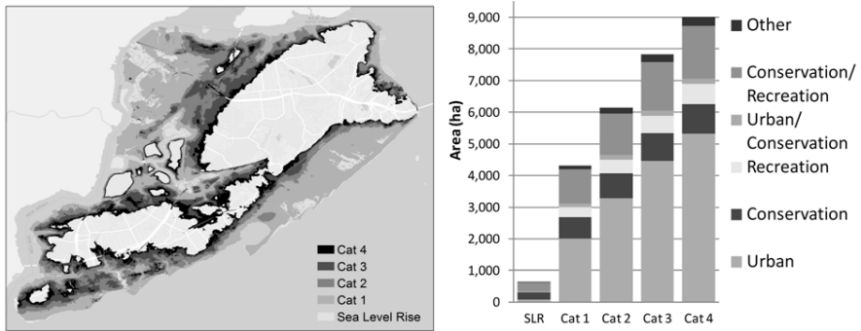 Cat 4
Cat 3
Cat 2
Cat 1
Sea Level Rise
Area (ha)
9,000
8,000
7,000
6,000
5,000
4,000
3,000
2,000
1,000
0
SLR Cat 1 Cat 2 Cat 3 Cat 4
Other
Conservation/
Recreation
Urban/
Conservation
Recreation
Conservation
Urban